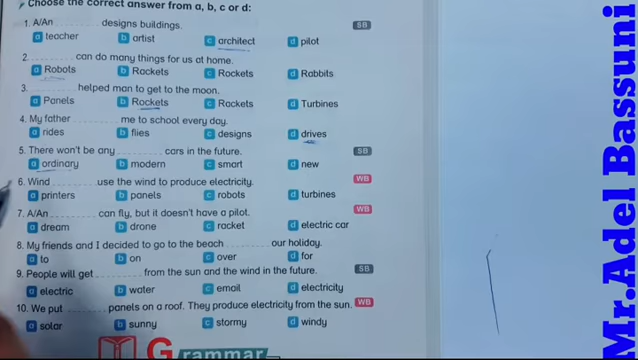 Choose the correct answer from a, b, c or d:
1. A/An .......... designs buildings. SB
a teacher b artist c architect d pilot
2. .......... can do many things for us at home.
a Robots b Rackets c Rockets d Rabbits
3. .......... helped man to get to the moon.
a Panels b Rockets c Rackets d Turbines
4. My father .......... me to school every day.
a rides b flies c designs d drives
5. There won't be any .......... cars in the future. SB
a ordinary b modern c smart d new
6. Wind .......... use the wind to produce electricity. WB
a printers b panels c robots d turbines
7. A/An .......... can fly, but it doesn't have a pilot. WB
a dream b drone c racket d electric car
8. My friends and I decided to go to the beach .......... our holiday.
a to b on c over d for
9. People will get .......... from the sun and the wind in the future. SB
a electric b water c email d electricity
10. We put .......... panels on a roof. They produce electricity from the sun. WB
a solar b sunny c stormy d windy
Grammar
Mr.Adel Bassuni